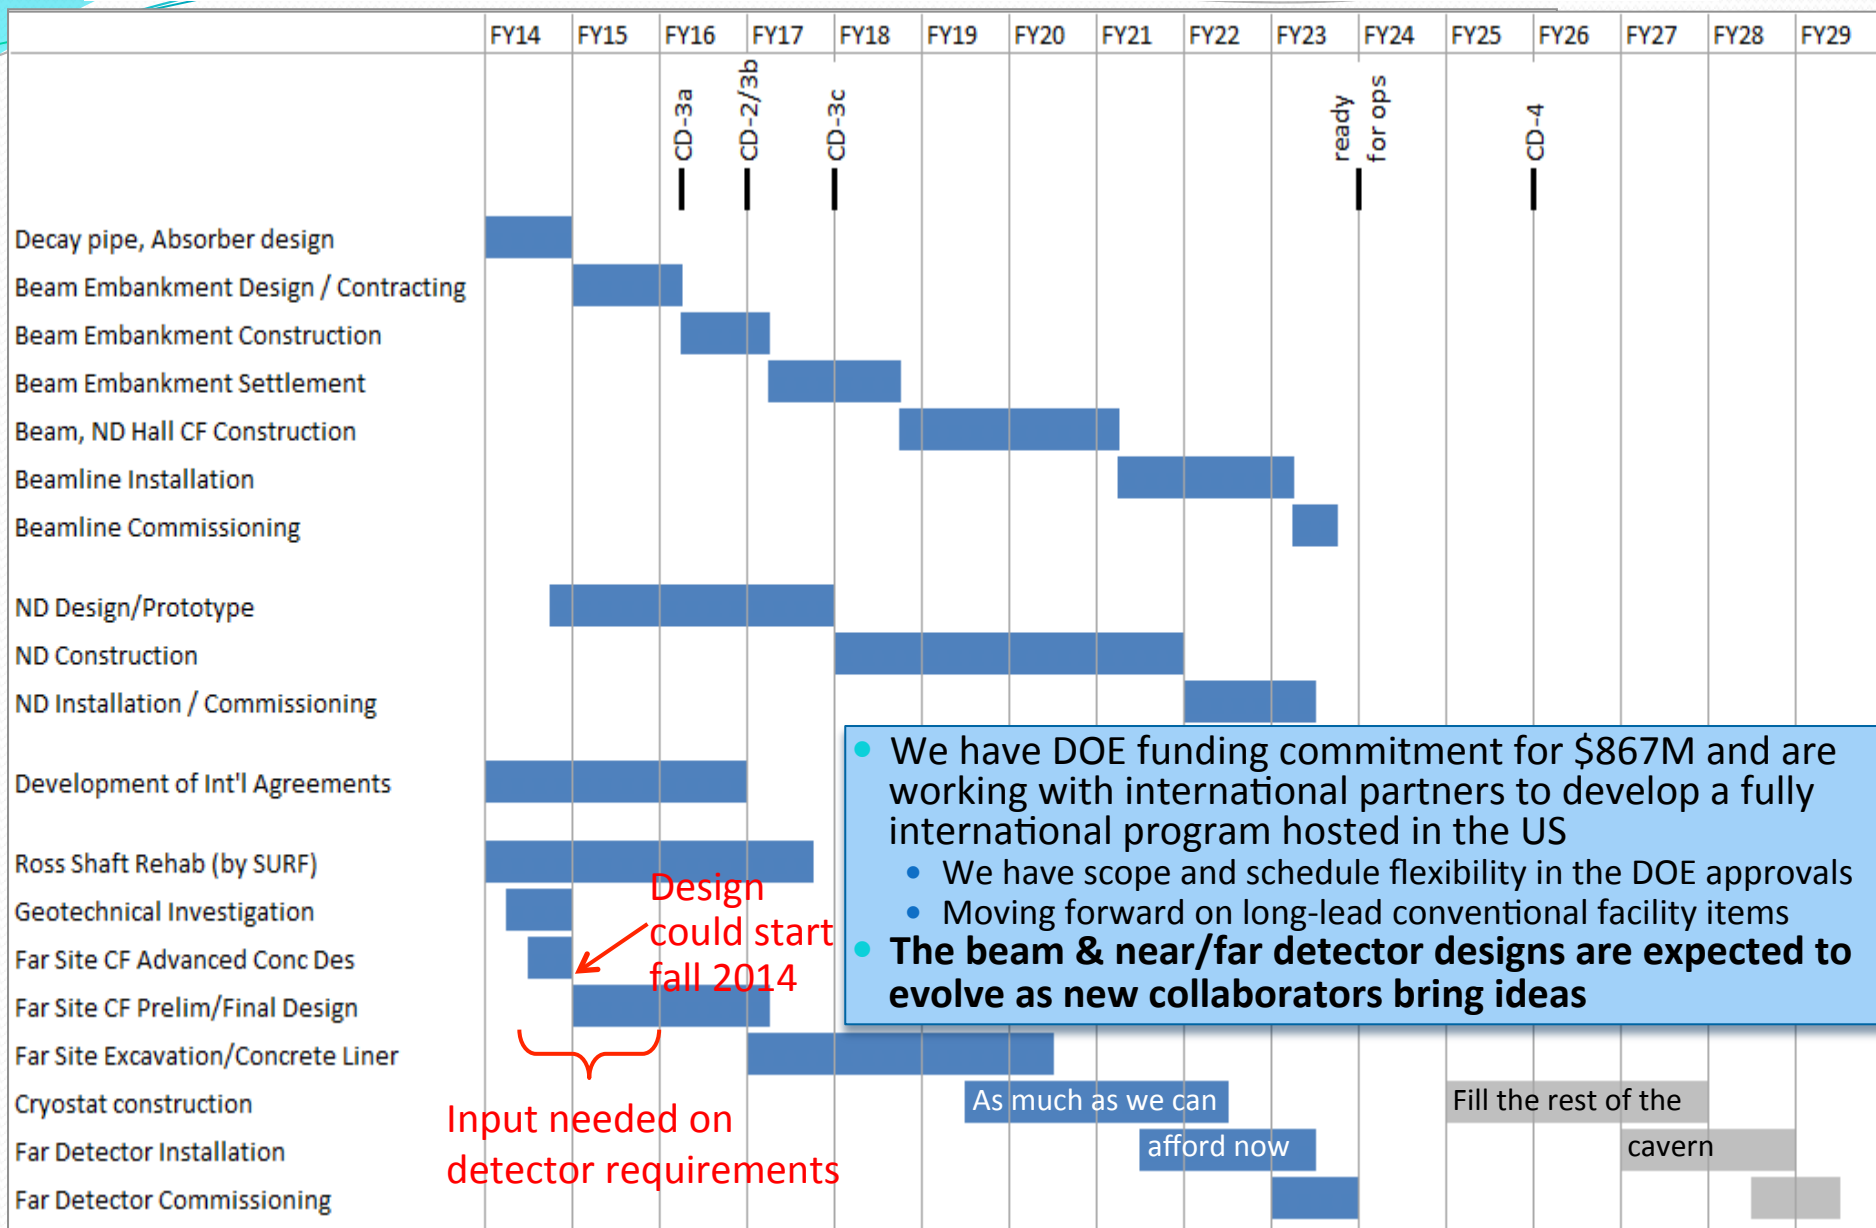 FY14 FY15 FY16 FY17 FY18 FY19 FY20 FY21 FY22 FY23 FY24 FY25 FY26 FY27 FY28 FY29
CD-3a
CD-2/3b
CD-3c
ready
for ops
CD-4
Decay pipe, Absorber design
Beam Embankment Design / Contracting
Beam Embankment Construction
Beam Embankment Settlement
Beam, ND Hall CF Construction
Beamline Installation
Beamline Commissioning
ND Design/Prototype
ND Construction
ND Installation / Commissioning
Development of Int'l Agreements
Ross Shaft Rehab (by SURF)
Geotechnical Investigation
Far Site CF Advanced Conc Des
Far Site CF Prelim/Final Design
Far Site Excavation/Concrete Liner
Cryostat construction
Far Detector Installation
Far Detector Commissioning
Design
could start
fall 2014
Input needed on
detector requirements
• We have DOE funding commitment for $867M and are
working with international partners to develop a fully
international program hosted in the US
• We have scope and schedule flexibility in the DOE approvals
• Moving forward on long-lead conventional facility items
• The beam & near/far detector designs are expected to
evolve as new collaborators bring ideas
As much as we can
afford now
Fill the rest of the
cavern